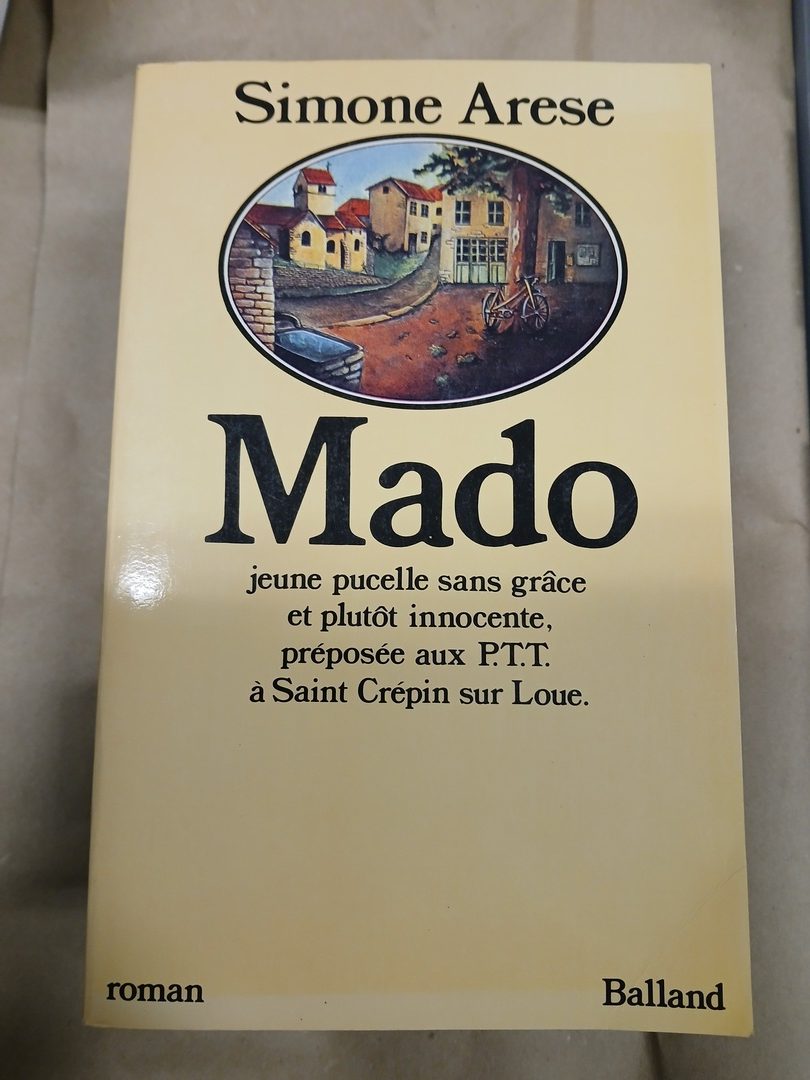 Simone Arese
Mado
jeune pucelle sans grâce
et plutôt innocente,
préposée aux P.T.T.
à Saint Crépin sur Loue.
roman
Balland